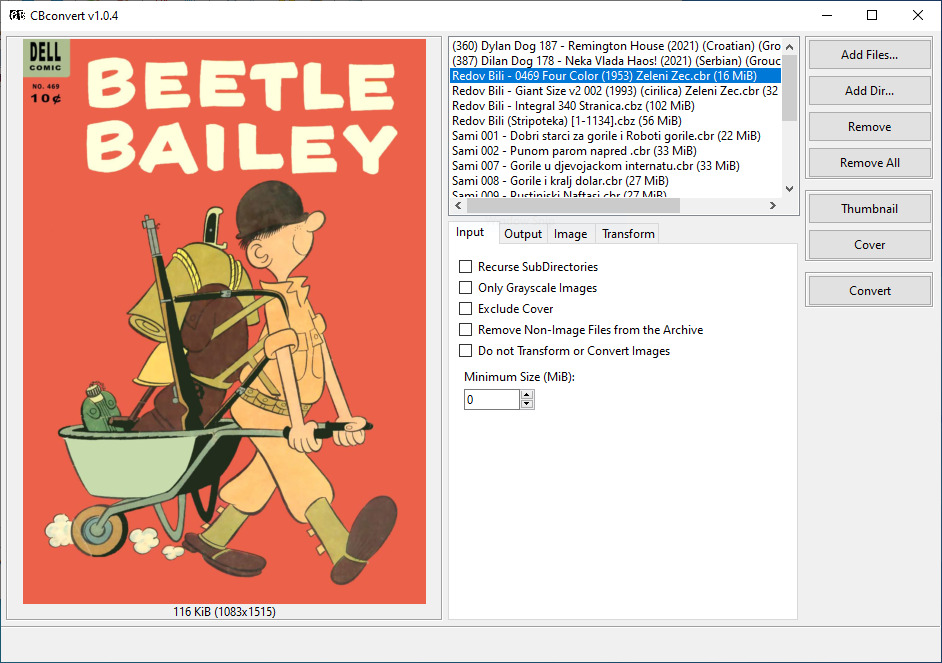 CBconvert v1.0.4
DELL
COMIC
NO. 469
10¢
BEETLE
BAILEY
116 KiB (1083x1515)
(360) Dylan Dog 187 - Remington House (2021) (Croatian) (Gro
(387) Dilan Dog 178 - Neka Vlada Haos! (2021) (Serbian) (Grouc
Redov Bili - 0469 Four Color (1953) Zeleni Zec.cbr (16 MiB)
Redov Bili - Giant Size v2 002 (1993) (cirilica) Zeleni Zec.cbr (32
Redov Bili - Integral 340 Stranica.cbz (102 MiB)
Redov Bili (Stripoteka) [1-1134].cbz (56 MiB)
Sami 001 - Dobri starci za gorile i Roboti gorile.cbr (22 MiB)
Sami 002 - Punom parom napred .cbr (33 MiB)
Sami 007 - Gorile u djevojackom internatu.cbr (33 MiB)
Sami 008 - Gorile i kralj dolar.cbr (27 MiB)
Sami 009 - Pustinjski Naftasi.cbr (27 MiB)
Input Output Image Transform
Recurse SubDirectories
Only Grayscale Images
Exclude Cover
Remove Non-Image Files from the Archive
Do not Transform or Convert Images
Minimum Size (MiB):
0
Add Files...
Add Dir...
Remove
Remove All
Thumbnail
Cover
Convert